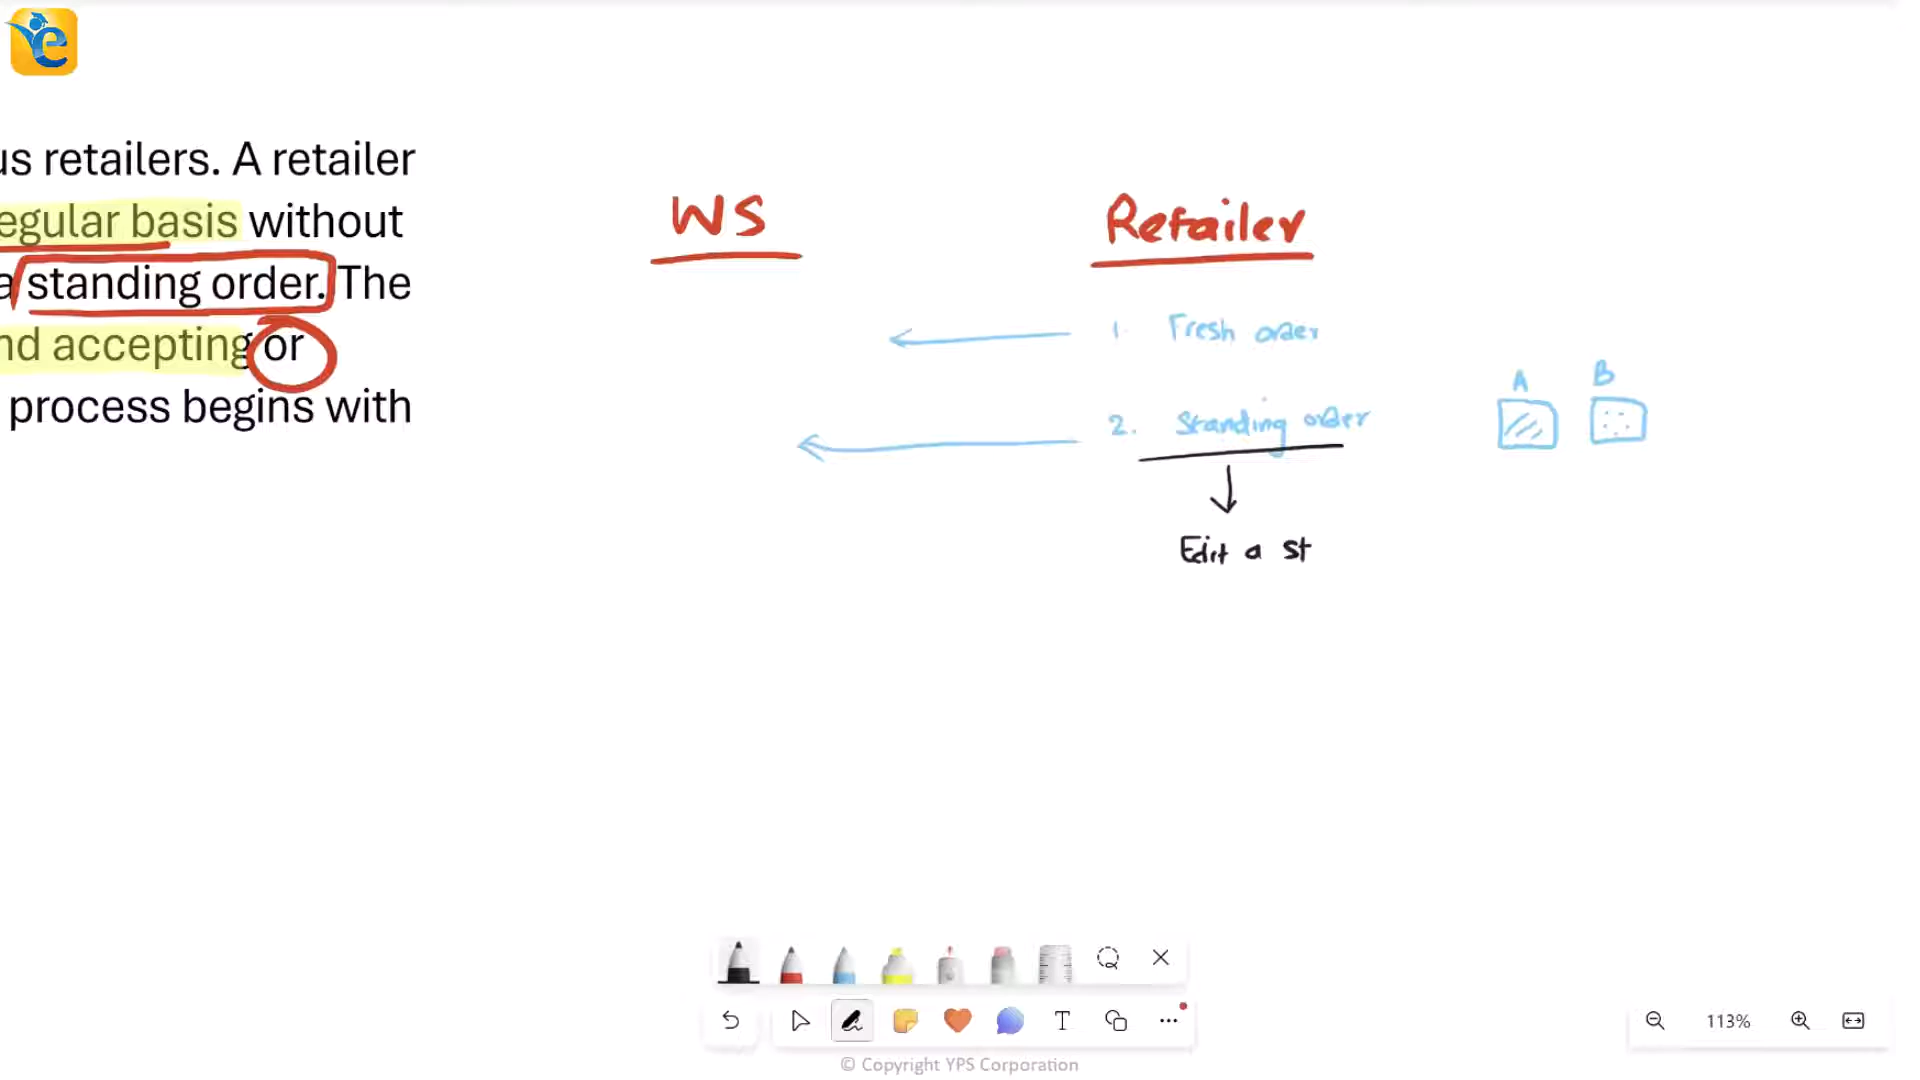 us retailers. A retailer
egular basis without
a standing order. The
nd accepting or
process begins with
WS
Retailer
1. Fresh order
2. Standing order
A B
Edit a st
113%
© Copyright YPS Corporation